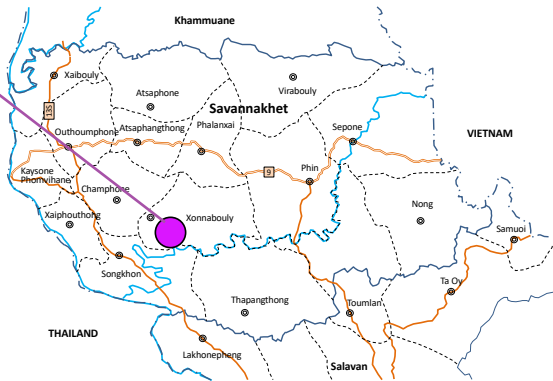 Khammuane
Xaibouly
Virabouly
Atsaphone
Savannakhet
13S
Outhoumphone
Atsaphangthong
Phalanxai
Sepone
VIETNAM
Kaysone
Phonvihane
9
Phin
Champhone
Xaiphouthong
Xonnabouly
Nong
Samuoi
Songkhon
Ta Oy
Thapangthong
Toumlan
THAILAND
Lakhonepheng
Salavan